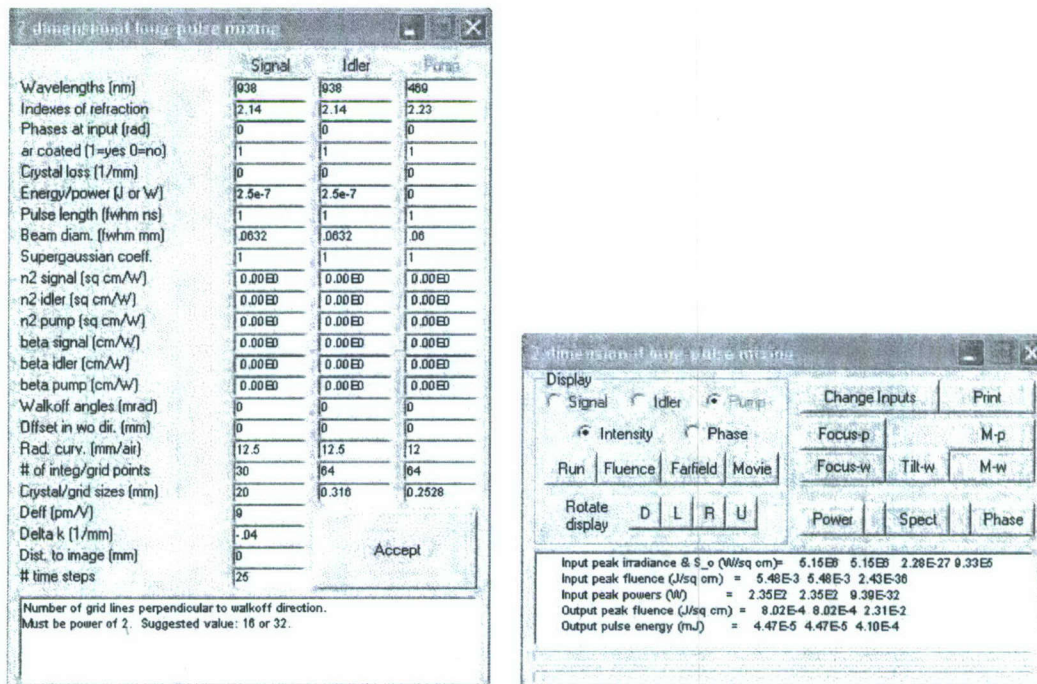 2 dimensional long-pulse mixing
Signal Idler Pump
Wavelengths (nm) 938 938 469
Indexes of refraction 2.14 2.14 2.23
Phases at input (rad) 0 0 0
ar coated (1=yes 0=no) 1 1 1
Crystal loss (1/mm) 0 0 0
Energy/power (J or W) 2.5e-7 2.5e-7 0
Pulse length (fwhm ns) 1 1 1
Beam diam. (fwhm mm) .0632 .0632 .06
Supergaussian coeff. 1 1 1
n2 signal (sq cm/W) 0.00E0 0.00E0 0.00E0
n2 idler (sq cm/W) 0.00E0 0.00E0 0.00E0
n2 pump (sq cm/W) 0.00E0 0.00E0 0.00E0
beta signal (cm/W) 0.00E0 0.00E0 0.00E0
beta idler (cm/W) 0.00E0 0.00E0 0.00E0
beta pump (cm/W) 0.00E0 0.00E0 0.00E0
Walkoff angles (mrad) 0 0 0
Offset in wo dir. (mm) 0 0 0
Rad. curv. (mm/air) 12.5 12.5 12
# of integ/grid points 30 64 64
Crystal/grid sizes (mm) 20 0.316 0.2528
Deff (pm/V) 9
Delta k (1/mm) -.04
Dist. to image (mm) 0
# time steps 25
Accept
Number of grid lines perpendicular to walkoff direction.
Must be power of 2. Suggested value: 16 or 32.
2 dimensional long-pulse mixing
Display
Signal Idler Pump
Intensity Phase
Run Fluence Farfield Movie
Rotate display D L R U
Change Inputs Print
Focus-p M-p
Focus-w Tilt-w M-w
Power Spect Phase
Input peak irradiance & S_o (W/sq cm)= 5.15E6 5.15E6 2.28E-27 9.33E5
Input peak fluence (J/sq cm) = 5.48E-3 5.48E-3 2.43E-36
Input peak powers (W) = 2.35E2 2.35E2 9.39E-32
Output peak fluence (J/sq cm) = 8.02E-4 8.02E-4 2.31E-2
Output pulse energy (mJ) = 4.47E-5 4.47E-5 4.10E-4